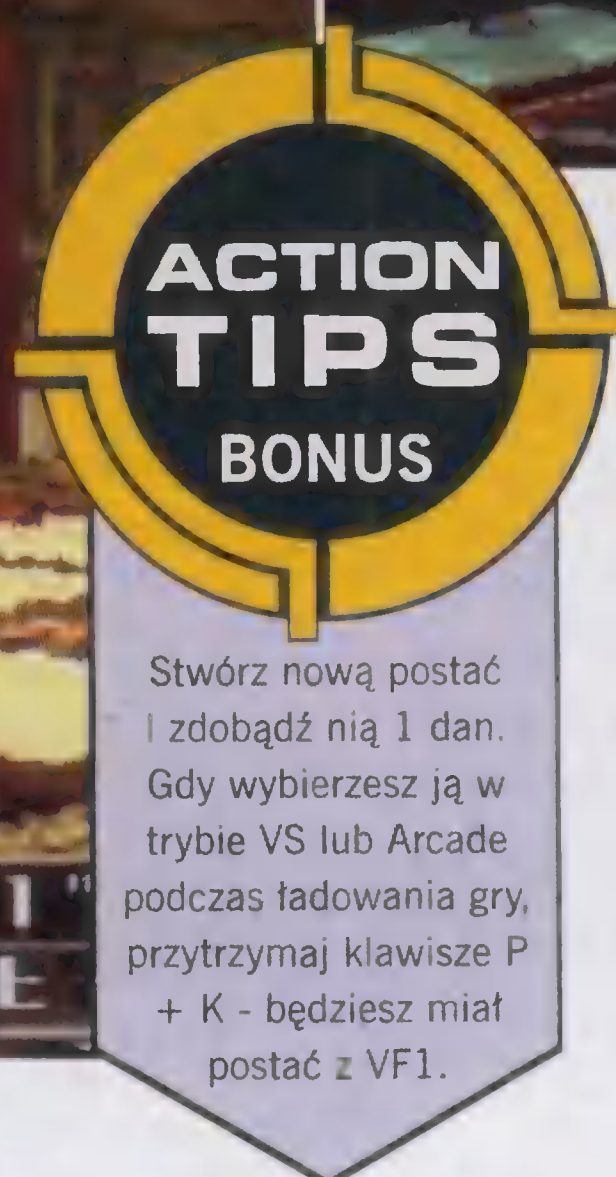 ACTION
TIPS
BONUS
Stwórz nową postać
i zdobądź nią 1 dan.
Gdy wybierzesz ją w
trybie VS lub Arcade
podczas ładowania gry,
przytrzymaj klawisze P
+ K - będziesz miał
postać z VF1.